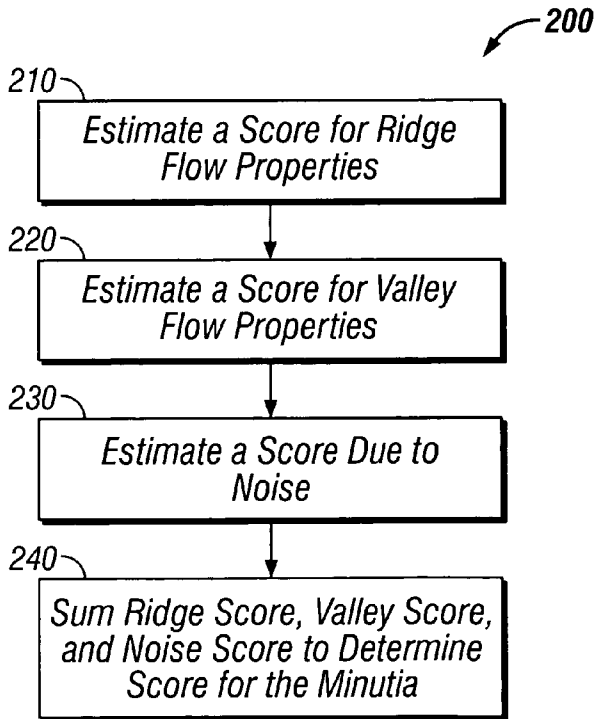 200
210
Estimate a Score for Ridge
Flow Properties
220
Estimate a Score for Valley
Flow Properties
230
Estimate a Score Due to
Noise
240
Sum Ridge Score, Valley Score,
and Noise Score to Determine
Score for the Minutia